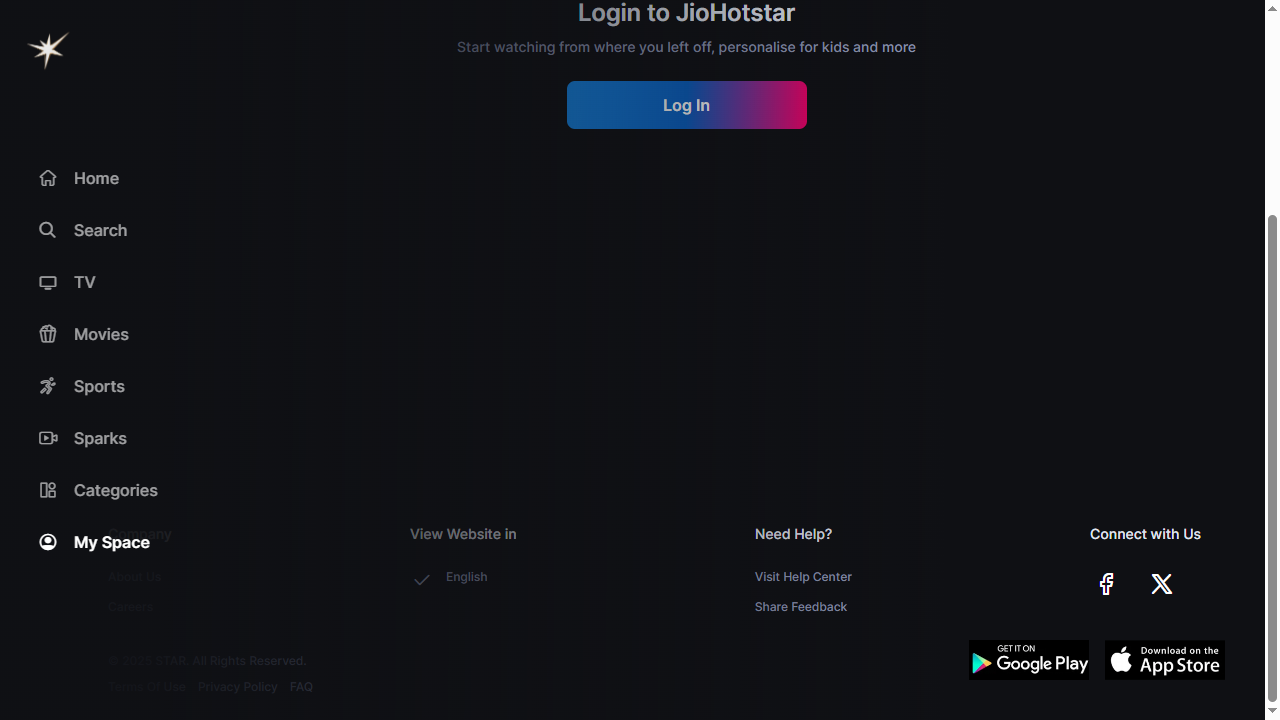 Login to JioHotstar
Start watching from where you left off, personalise for kids and more
Log In
Home
Search
TV
Movies
Sports
Sparks
Categories
My Space
Company
About Us
Careers
View Website in
English
Need Help?
Visit Help Center
Share Feedback
Connect with Us
© 2025 STAR. All Rights Reserved.
Terms Of Use Privacy Policy FAQ
GET IT ON
Google Play
Download on the
App Store